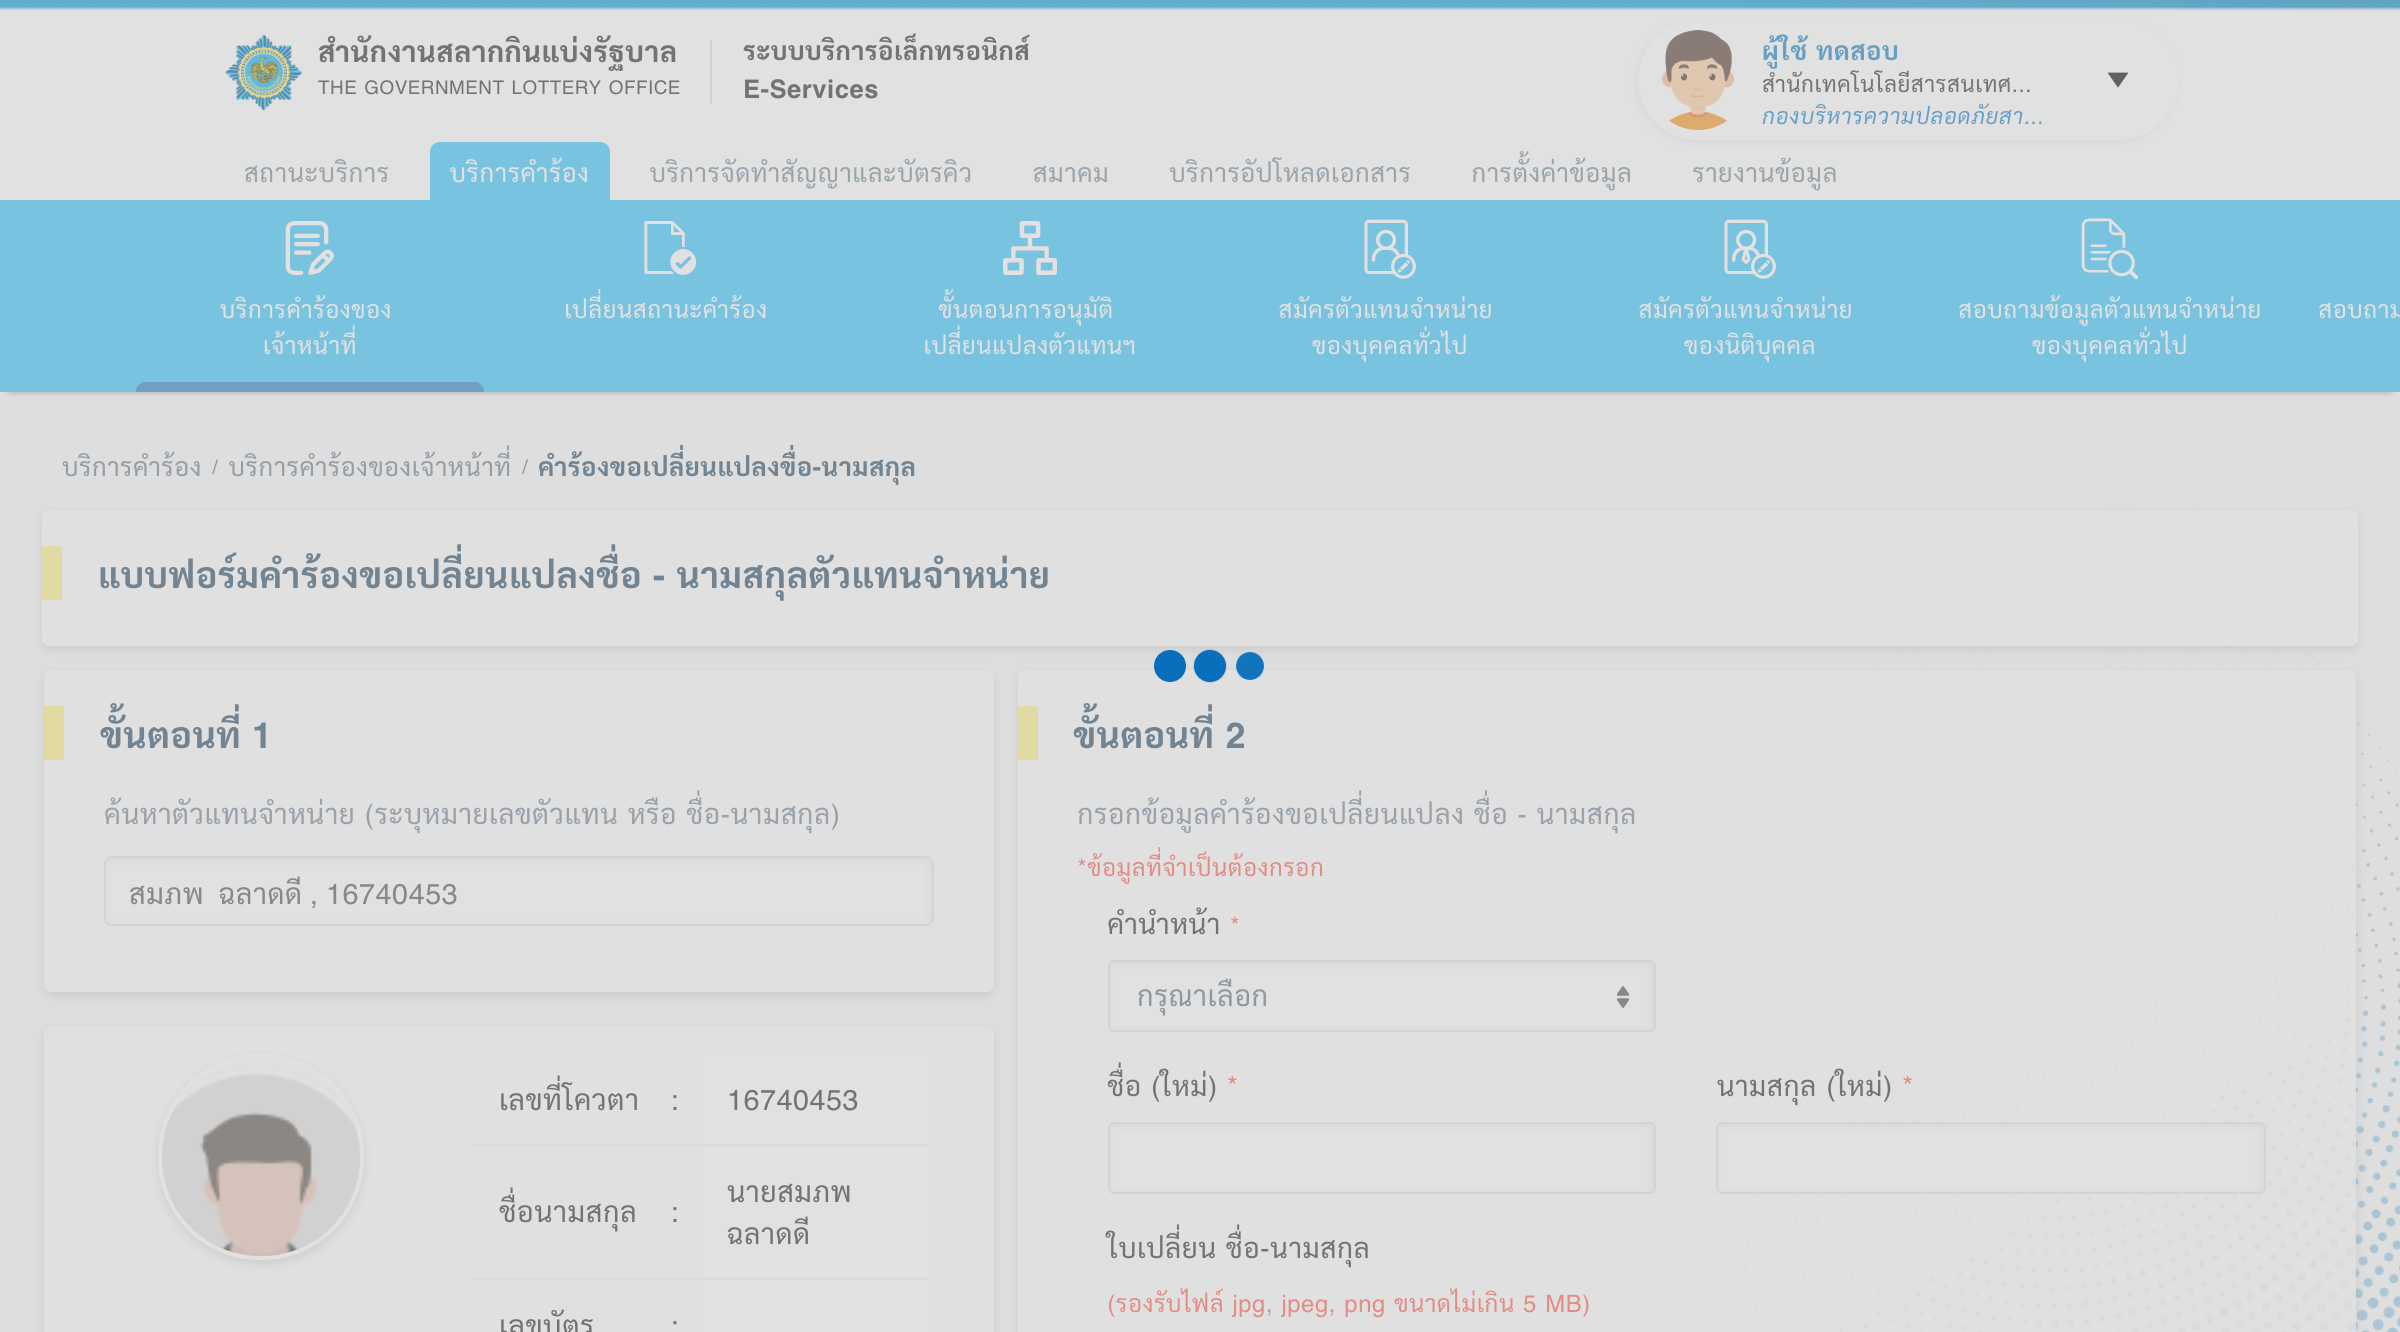 สำนักงานสลากกินแบ่งรัฐบาล
THE GOVERNMENT LOTTERY OFFICE
ระบบบริการอิเล็กทรอนิกส์
E-Services
ผู้ใช้ ทดสอบ
สำนักเทคโนโลยีสารสนเทศ...
กองบริหารความปลอดภัยสา...
สถานะบริการ
บริการคำร้อง
บริการจัดทำสัญญาและบัตรคิว
สมาคม
บริการอัปโหลดเอกสาร
การตั้งค่าข้อมูล
รายงานข้อมูล
บริการคำร้องของ
เจ้าหน้าที่
เปลี่ยนสถานะคำร้อง
ขั้นตอนการอนุมัติ
เปลี่ยนแปลงตัวแทนฯ
สมัครตัวแทนจำหน่าย
ของบุคคลทั่วไป
สมัครตัวแทนจำหน่าย
ของนิติบุคคล
สอบถามข้อมูลตัวแทนจำหน่าย
ของบุคคลทั่วไป
สอบถาม
บริการคำร้อง / บริการคำร้องของเจ้าหน้าที่ / คำร้องขอเปลี่ยนแปลงชื่อ-นามสกุล
แบบฟอร์มคำร้องขอเปลี่ยนแปลงชื่อ - นามสกุลตัวแทนจำหน่าย
ขั้นตอนที่ 1
ค้นหาตัวแทนจำหน่าย (ระบุหมายเลขตัวแทน หรือ ชื่อ-นามสกุล)
สมภพ ฉลาดดี , 16740453
เลขที่โควตา : 16740453
ชื่อนามสกุล : นายสมภพ
ฉลาดดี
เลขบัตร :
ขั้นตอนที่ 2
กรอกข้อมูลคำร้องขอเปลี่ยนแปลง ชื่อ - นามสกุล
*ข้อมูลที่จำเป็นต้องกรอก
คำนำหน้า *
กรุณาเลือก
ชื่อ (ใหม่) *
นามสกุล (ใหม่) *
ใบเปลี่ยน ชื่อ-นามสกุล
(รองรับไฟล์ jpg, jpeg, png ขนาดไม่เกิน 5 MB)